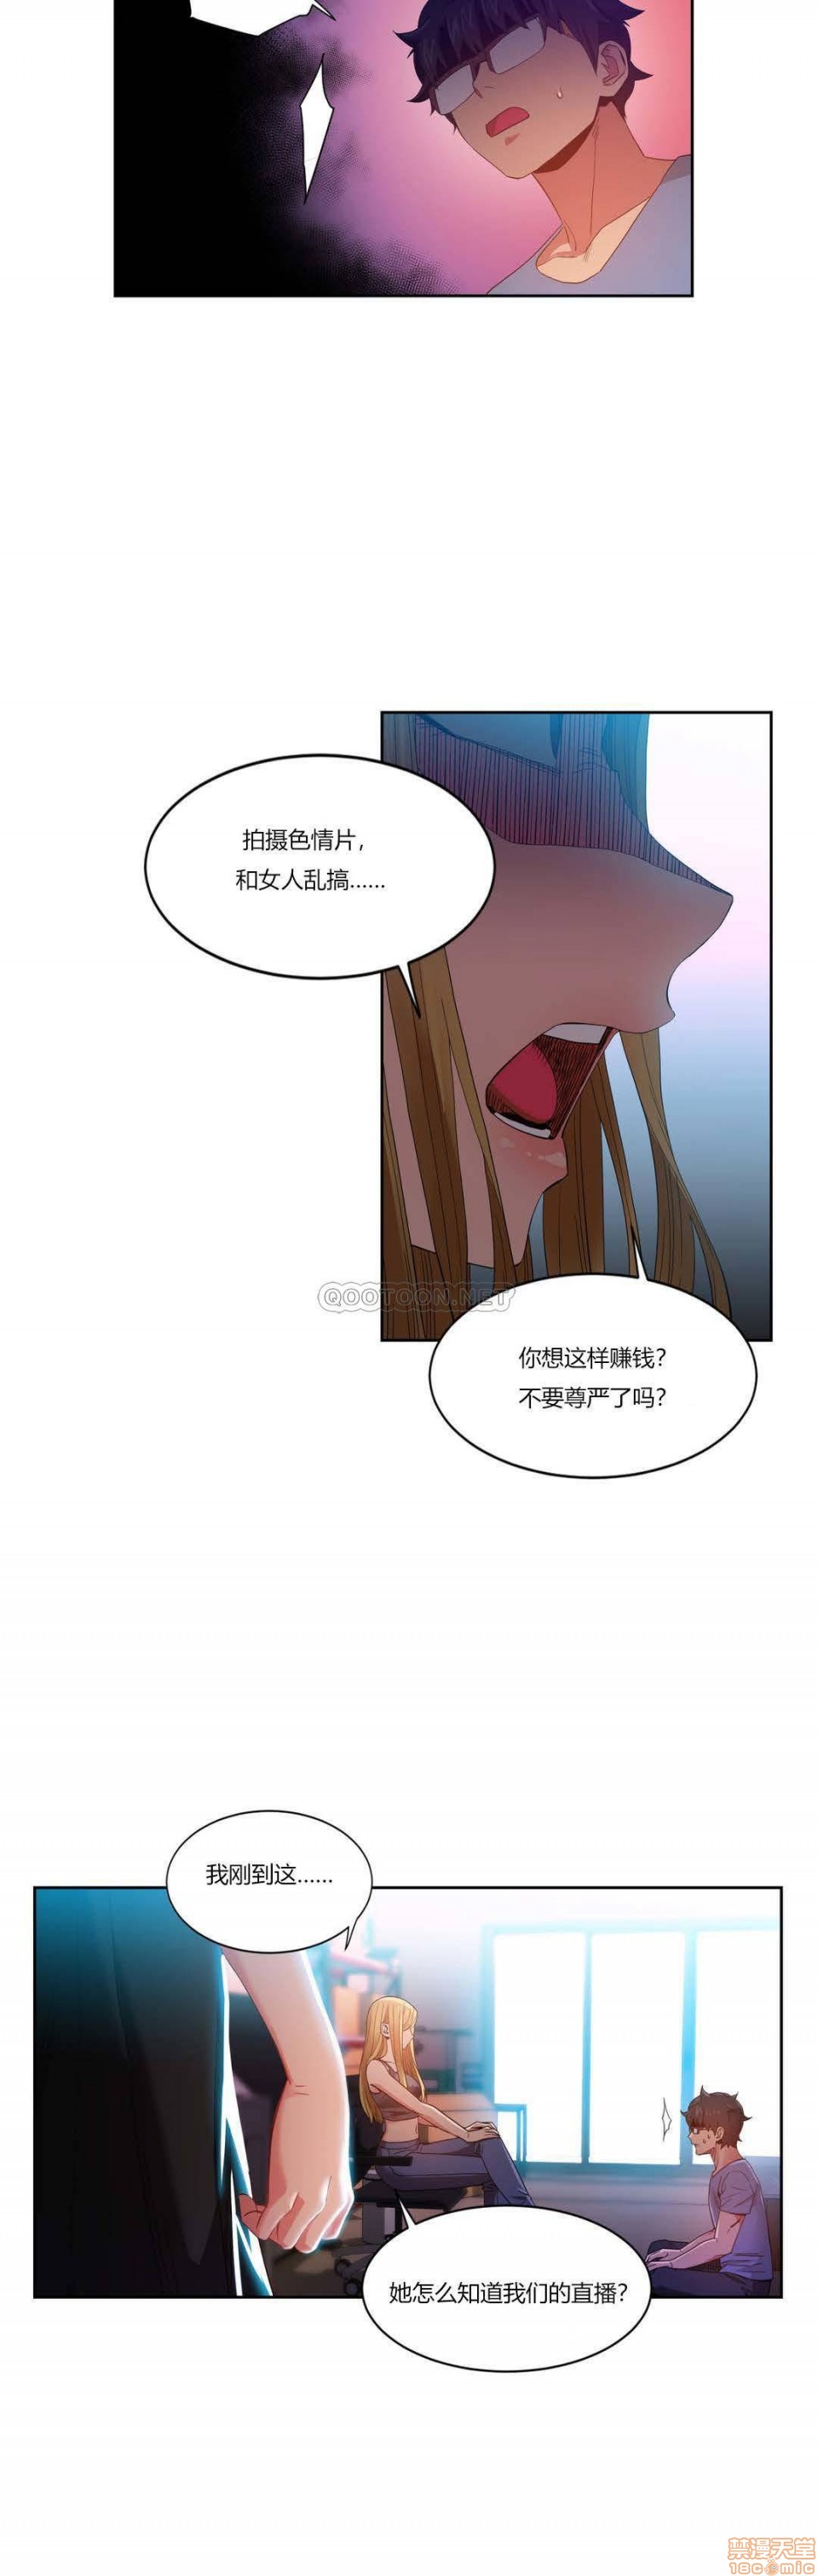 拍摄色情片，
和女人乱搞……
QOOTOON.NET
你想这样赚钱？
不要尊严了吗？
我刚到这……
她怎么知道我们的直播？
禁漫天堂
18comic